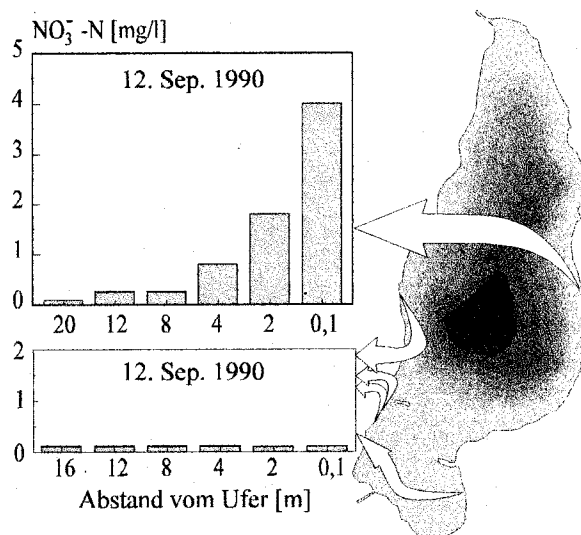 NO₃⁻ -N [mg/l]
5
12. Sep. 1990
4
3
2
1
0
20 12 8 4 2 0,1
2
12. Sep. 1990
1
0
16 12 8 4 2 0,1
Abstand vom Ufer [m]